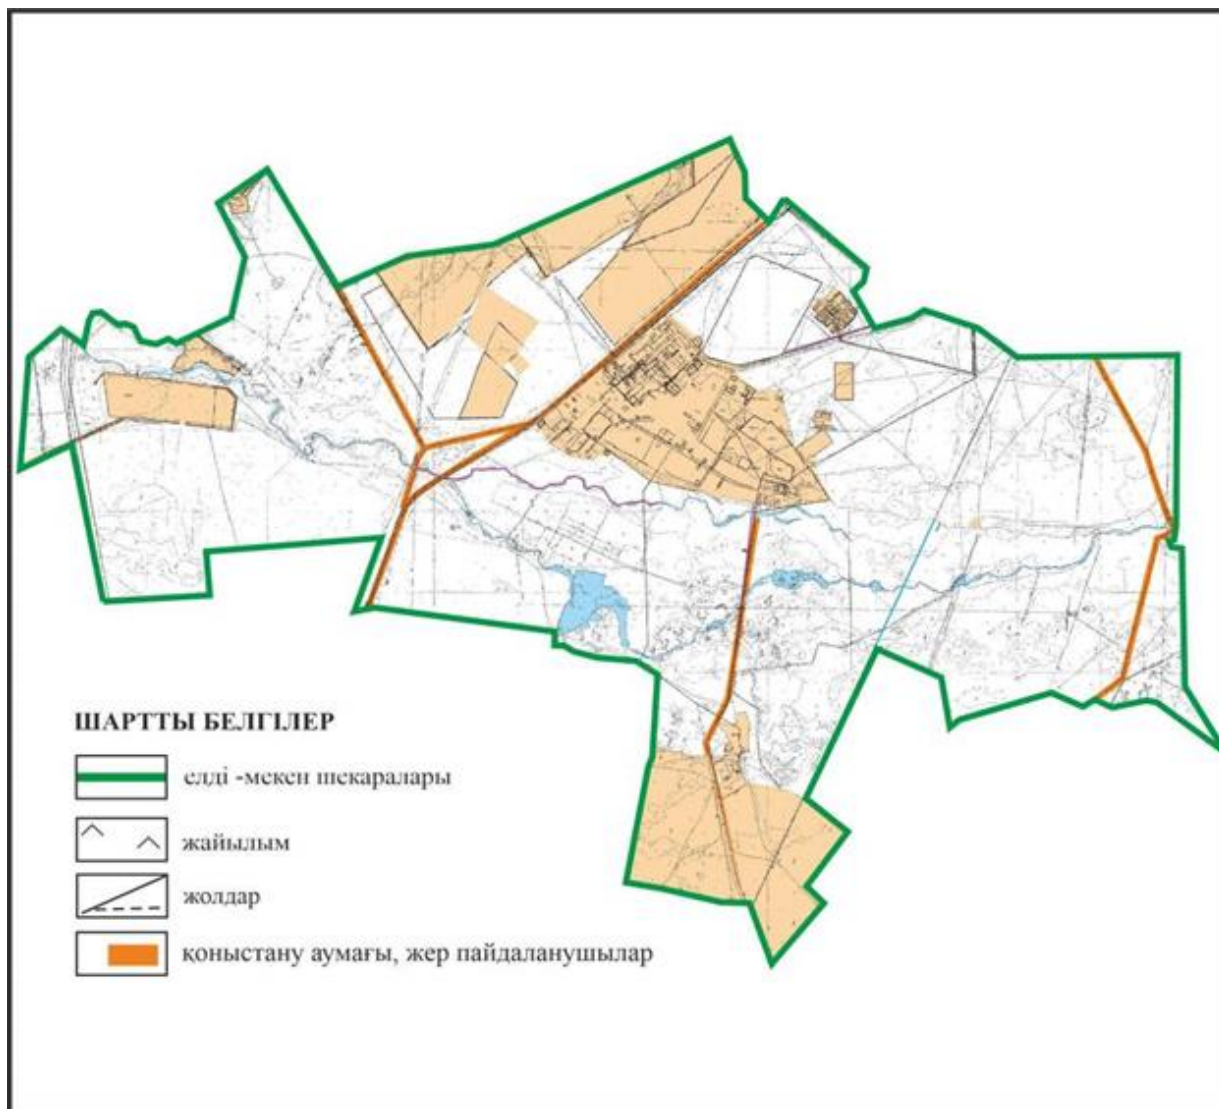 ШАРТТЫ БЕЛГІЛЕР
елді -мекен шекаралары
жайылым
жолдар
қоныстану аумағы, жер пайдаланушылар